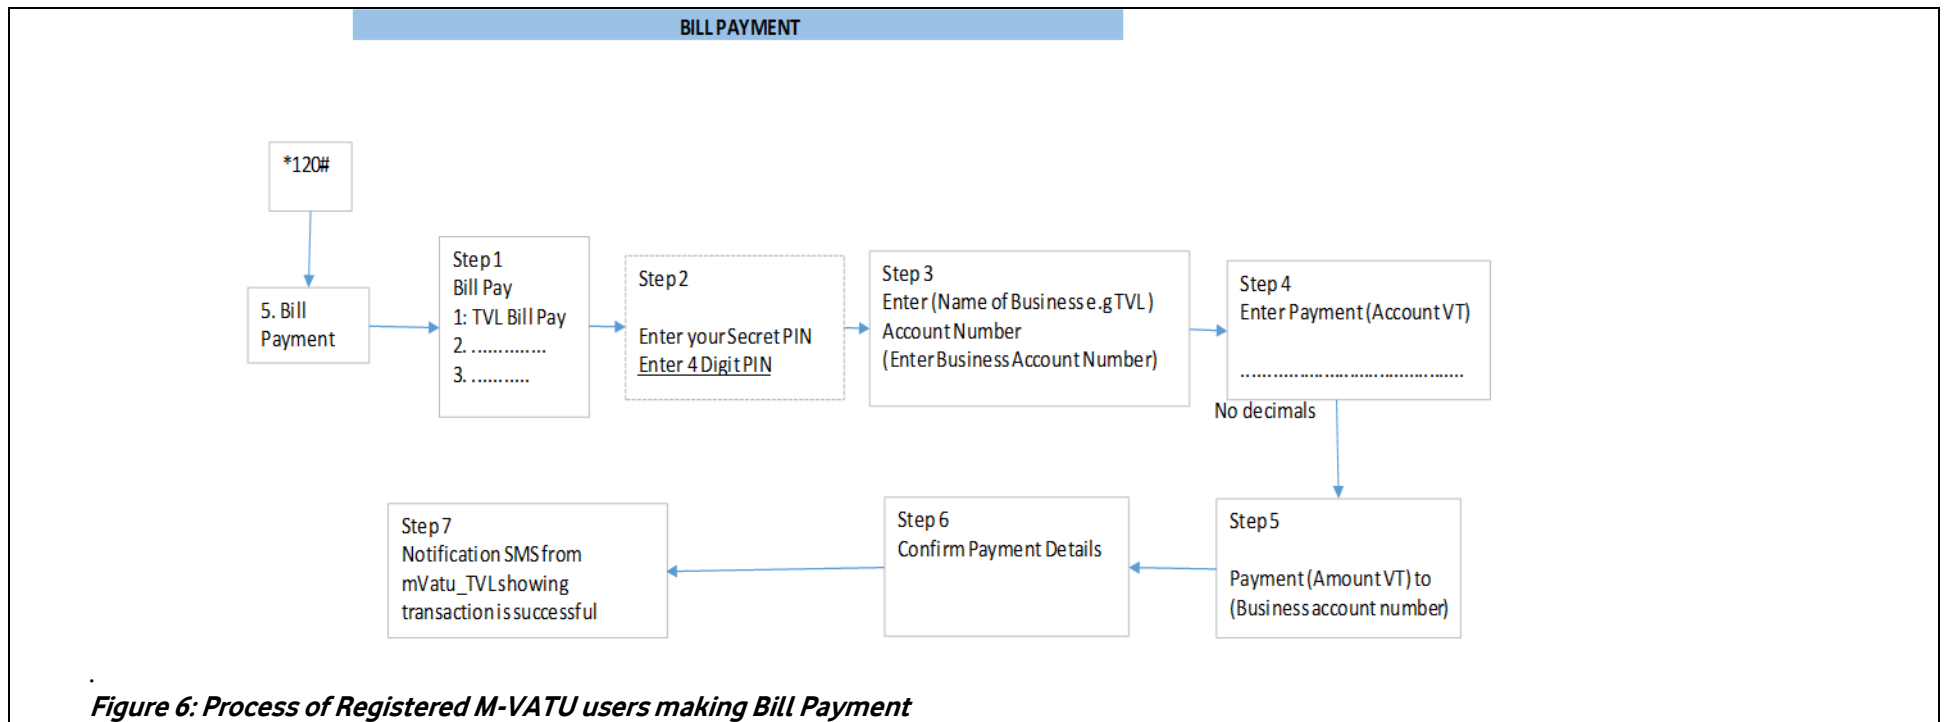 BILL PAYMENT
*120#
5. Bill
Payment
Step 1
Bill Pay
1: TVL Bill Pay
2. .............
3. ..........
Step 2
Enter your Secret PIN
Enter 4 Digit PIN
Step 3
Enter (Name of Business e.g TVL )
Account Number
(Enter Business Account Number)
Step 4
Enter Payment (Account VT)
.......................................
No decimals
Step 5
Payment (Amount VT) to
(Business account number)
Step 6
Confirm Payment Details
Step 7
Notification SMS from
mVatu_TVL showing
transaction is successful
.
Figure 6: Process of Registered M-VATU users making Bill Payment